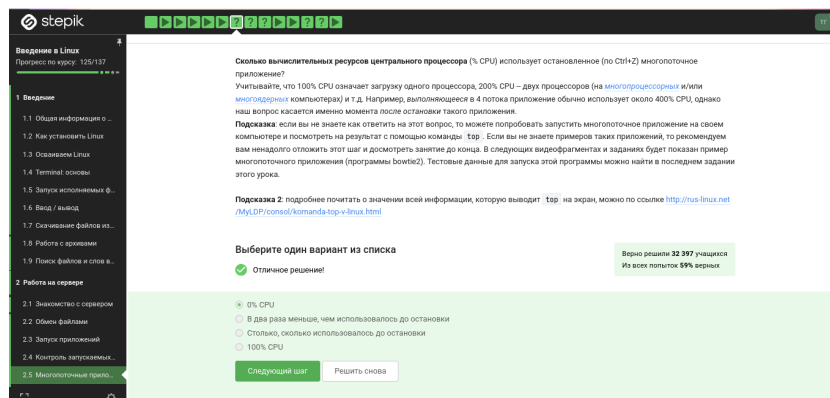 stepik
ТГ
Введение в Linux
Прогресс по курсу: 125/137
1 Введение
1.1 Общая информация о ...
1.2 Как установить Linux
1.3 Осваиваем Linux
1.4 Terminal: основы
1.5 Запуск исполняемых ф...
1.6 Ввод / вывод
1.7 Скачивание файлов из...
1.8 Работа с архивами
1.9 Поиск файлов и слов в...
2 Работа на сервере
2.1 Знакомство с сервером
2.2 Обмен файлами
2.3 Запуск приложений
2.4 Контроль запускаемых...
2.5 Многопоточные прило...
Сколько вычислительных ресурсов центрального процессора (% CPU) использует остановленное (по Ctrl+Z) многопоточное
приложение?
Учитывайте, что 100% CPU означает загрузку одного процессора, 200% CPU – двух процессоров (на многопроцессорных и/или
многоядерных компьютерах) и т.д. Например, выполняющееся в 4 потока приложение обычно использует около 400% CPU, однако
наш вопрос касается именно момента после остановки такого приложения.
Подсказка: если вы не знаете как ответить на этот вопрос, то можете попробовать запустить многопоточное приложение на своем
компьютере и посмотреть на результат с помощью команды top . Если вы не знаете примеров таких приложений, то рекомендуем
вам ненадолго отложить этот шаг и досмотреть занятие до конца. В следующих видеофрагментах и заданиях будет показан пример
многопоточного приложения (программы bowtie2). Тестовые данные для запуска этой программы можно найти в последнем задании
этого урока.
Подсказка 2: подробнее почитать о значении всей информации, которую выводит top на экран, можно по ссылке http://rus-linux.net
/MyLDP/consol/komanda-top-v-linux.html
Выберите один вариант из списка
Отличное решение!
Верно решили 32 397 учащихся
Из всех попыток 59% верных
0% CPU
В два раза меньше, чем использовалось до остановки
Столько, сколько использовалось до остановки
100% CPU
Следующий шаг
Решить снова